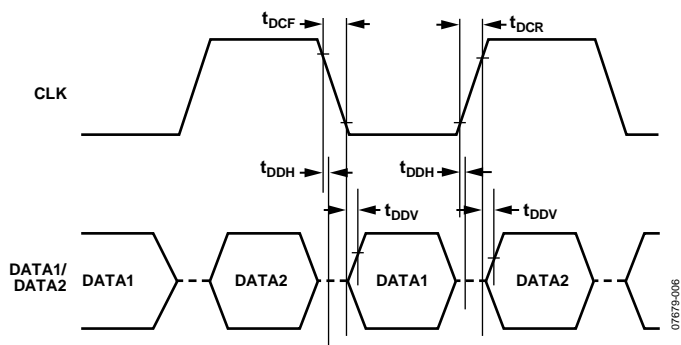 tDCF
tDCR
CLK
tDDH
tDDH
tDDV
tDDV
DATA1/
DATA2
DATA1
DATA2
DATA1
DATA2
07679-006